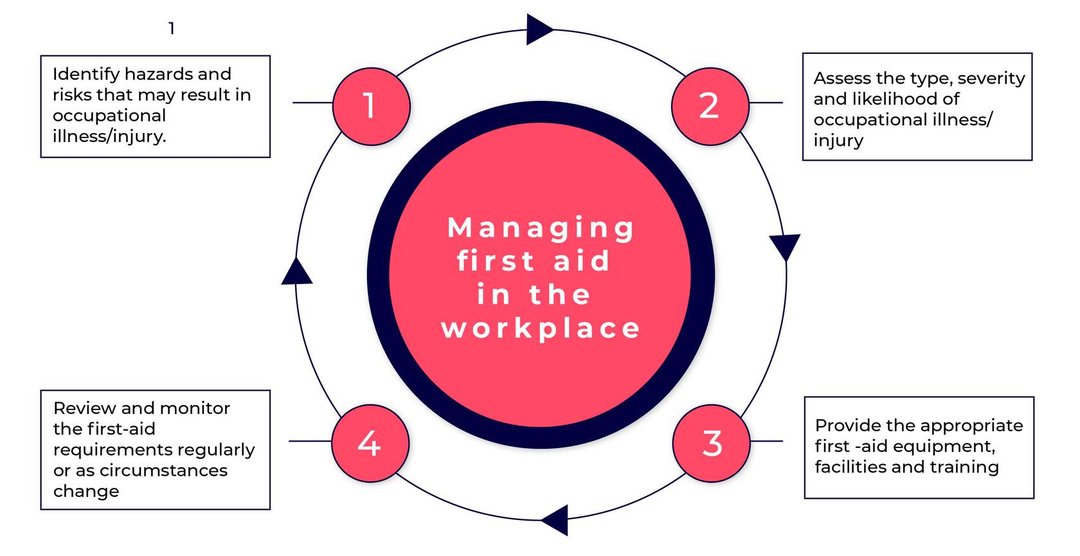 1
Identify hazards and
risks that may result in
occupational
illness/injury.
1
2
Assess the type, severity
and likelihood of
occupational illness/
injury
Managing
first aid
in the
workplace
3
Provide the appropriate
first -aid equipment,
facilities and training
4
Review and monitor
the first-aid
requirements regularly
or as circumstances
change